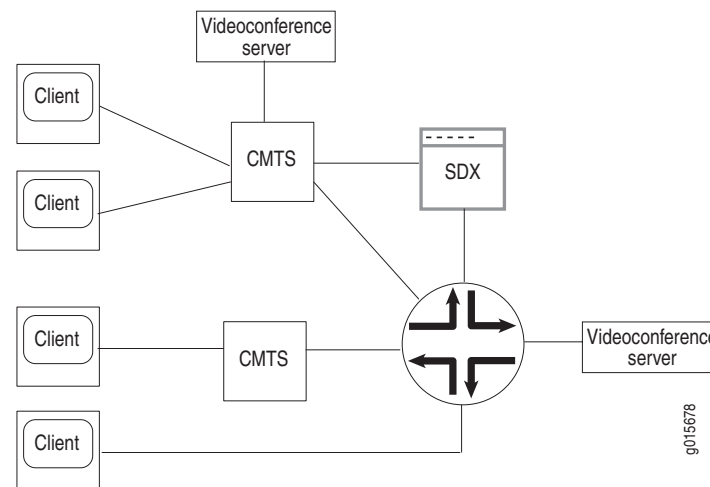 Videoconference
server
Client
CMTS
SDX
Client
Client
CMTS
Videoconference
server
Client
g015678